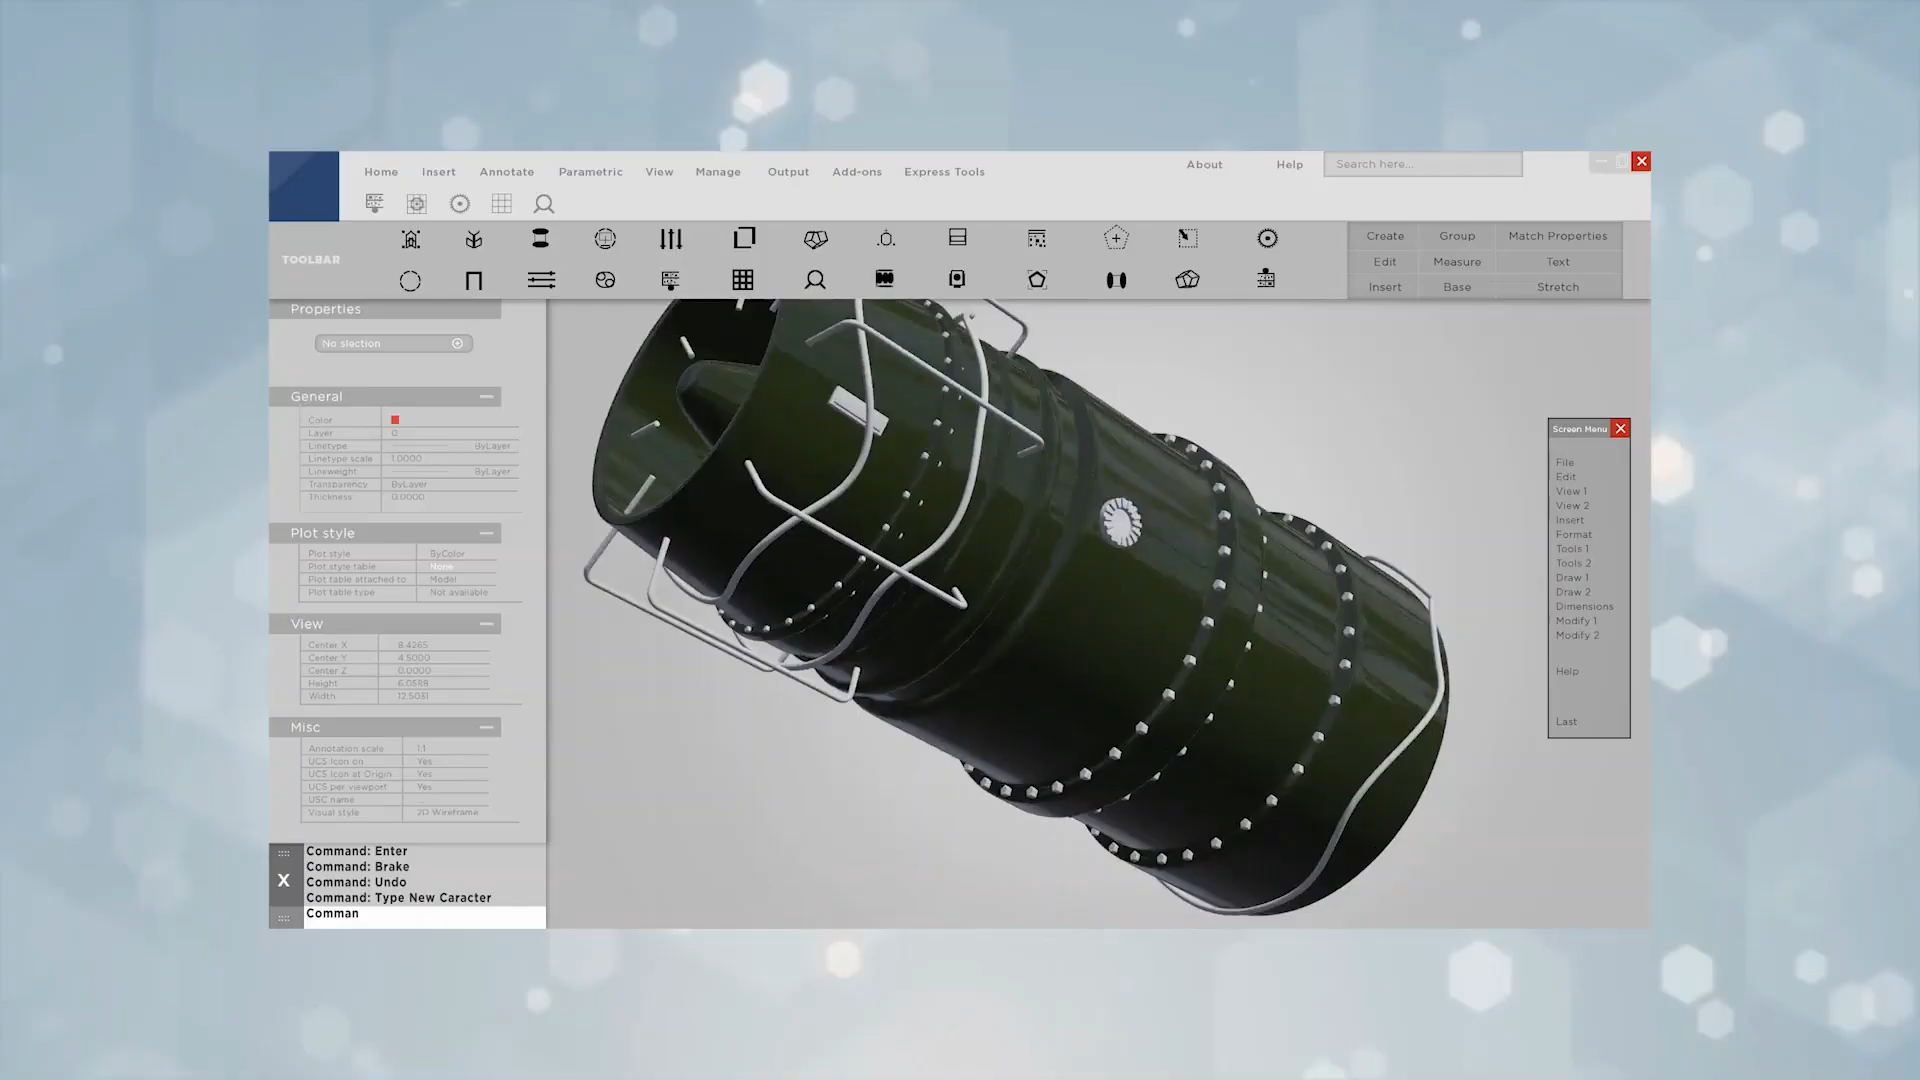 Home Insert Annotate Parametric View Manage Output Add-ons Express Tools About Help Search here...
TOOLBAR
Create Group Match Properties
Edit Measure Text
Insert Base Stretch
Properties
No slection
General
Color
Layer 0
Linetype ByLayer
Linetype scale 1.0000
Lineweight ByLayer
Transparency ByLayer
Thickness 0.0000
Plot style
Plot style ByColor
Plot style table None
Plot table attached to Model
Plot table type Not available
View
Center X 8.4265
Center Y 4.5000
Center Z 0.0000
Height 6.0588
Width 12.5031
Misc
Annotation scale 1:1
UCS Icon on Yes
UCS Icon at Origin Yes
UCS per viewport Yes
USC name ...
Visual style 2D Wireframe
X
Command: Enter
Command: Brake
Command: Undo
Command: Type New Caracter
Comman
Screen Menu
File
Edit
View 1
View 2
Insert
Format
Tools 1
Tools 2
Draw 1
Draw 2
Dimensions
Modify 1
Modify 2
Help
Last